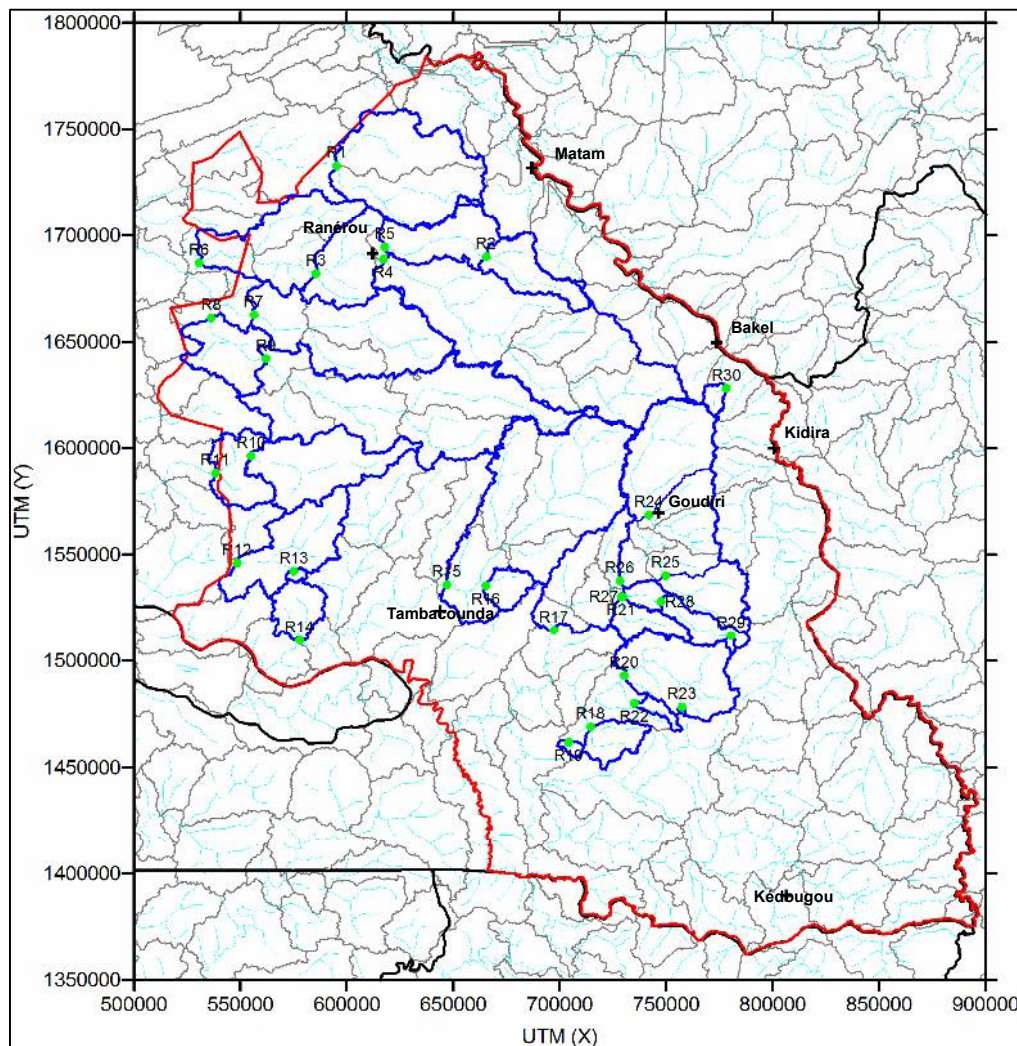 1800000
1750000
1700000
1650000
1600000
1550000
1500000
1450000
1400000
1350000
UTM (Y)
R1
Matam
Ranérou
R5
R2
R6
R3
R4
R8
R7
Bakel
R9
R30
Kidira
R10
R11
R24
Goudiri
R12
R13
R15
R16
R26
R25
R27
R28
R21
Tambacounda
R17
R14
R29
R20
R23
R22
R18
R19
Kédougou
500000 550000 600000 650000 700000 750000 800000 850000 900000
UTM (X)